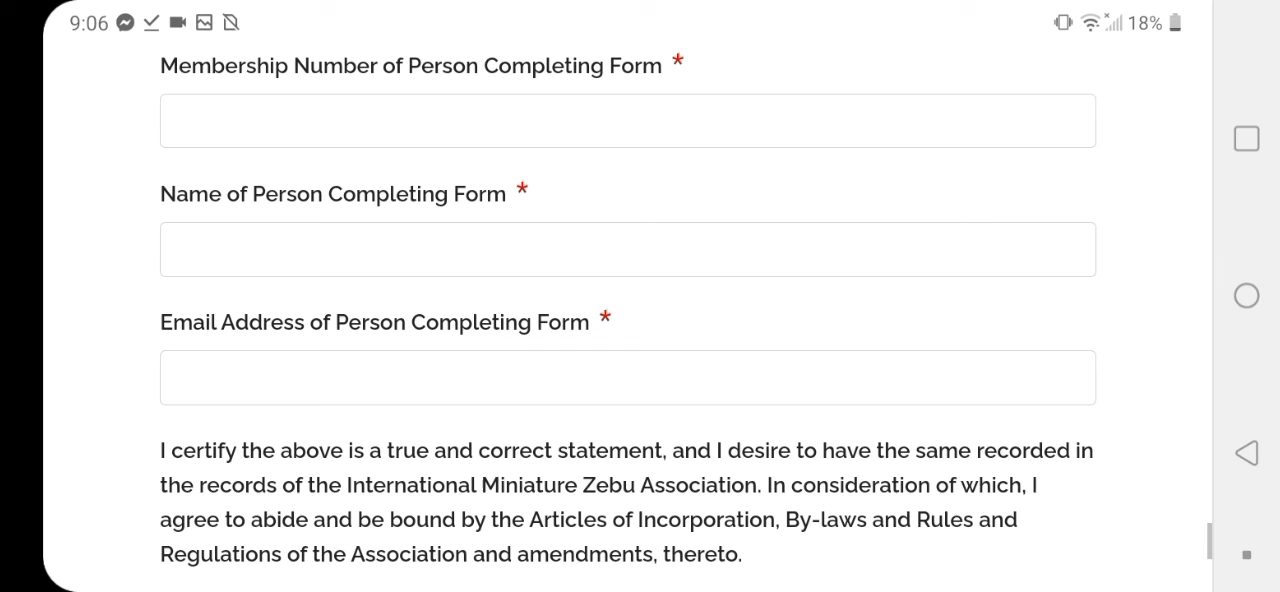 9:06 18%
Membership Number of Person Completing Form *
Name of Person Completing Form *
Email Address of Person Completing Form *
I certify the above is a true and correct statement, and I desire to have the same recorded in
the records of the International Miniature Zebu Association. In consideration of which, I
agree to abide and be bound by the Articles of Incorporation, By-laws and Rules and
Regulations of the Association and amendments, thereto.